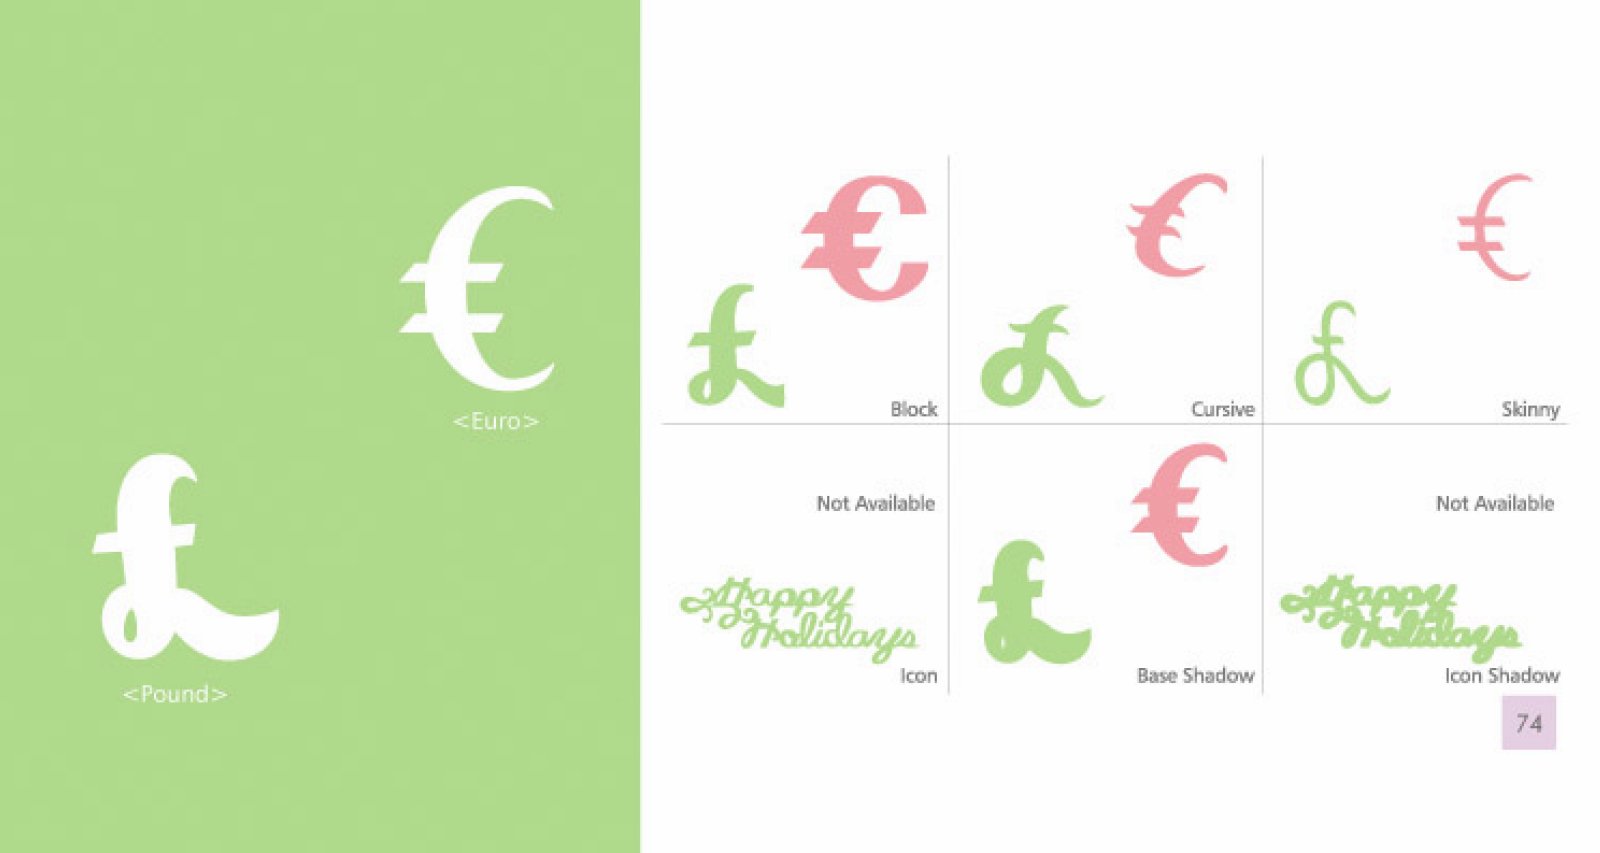 €
<Euro>
£
<Pound>
€
£
Block
€
£
Cursive
€
£
Skinny
Not Available
Happy
Holidays
Icon
€
£
Base Shadow
Not Available
Happy
Holidays
Icon Shadow
74